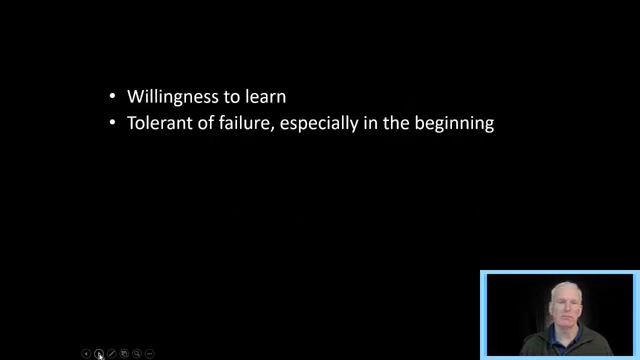 • Willingness to learn
• Tolerant of failure, especially in the beginning